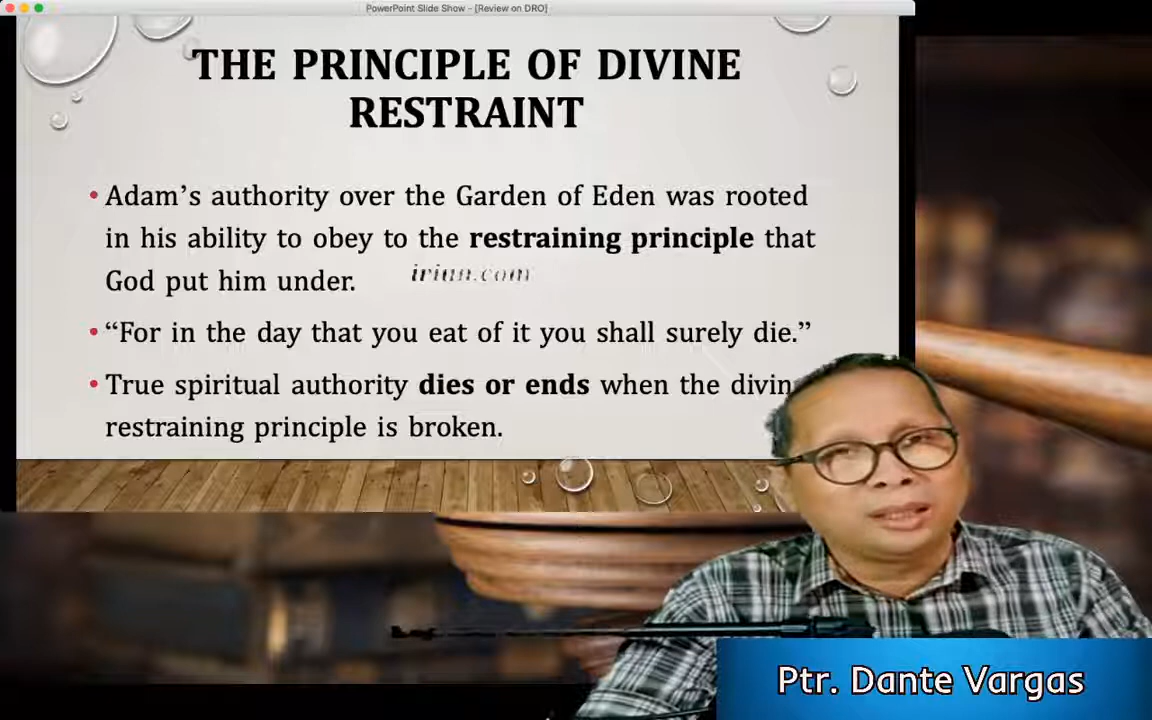 PowerPoint Slide Show - [Review on DRO]
THE PRINCIPLE OF DIVINE
RESTRAINT
• Adam’s authority over the Garden of Eden was rooted
in his ability to obey to the restraining principle that
God put him under.
iriun.com
• “For in the day that you eat of it you shall surely die.”
• True spiritual authority dies or ends when the divin
restraining principle is broken.
Ptr. Dante Vargas